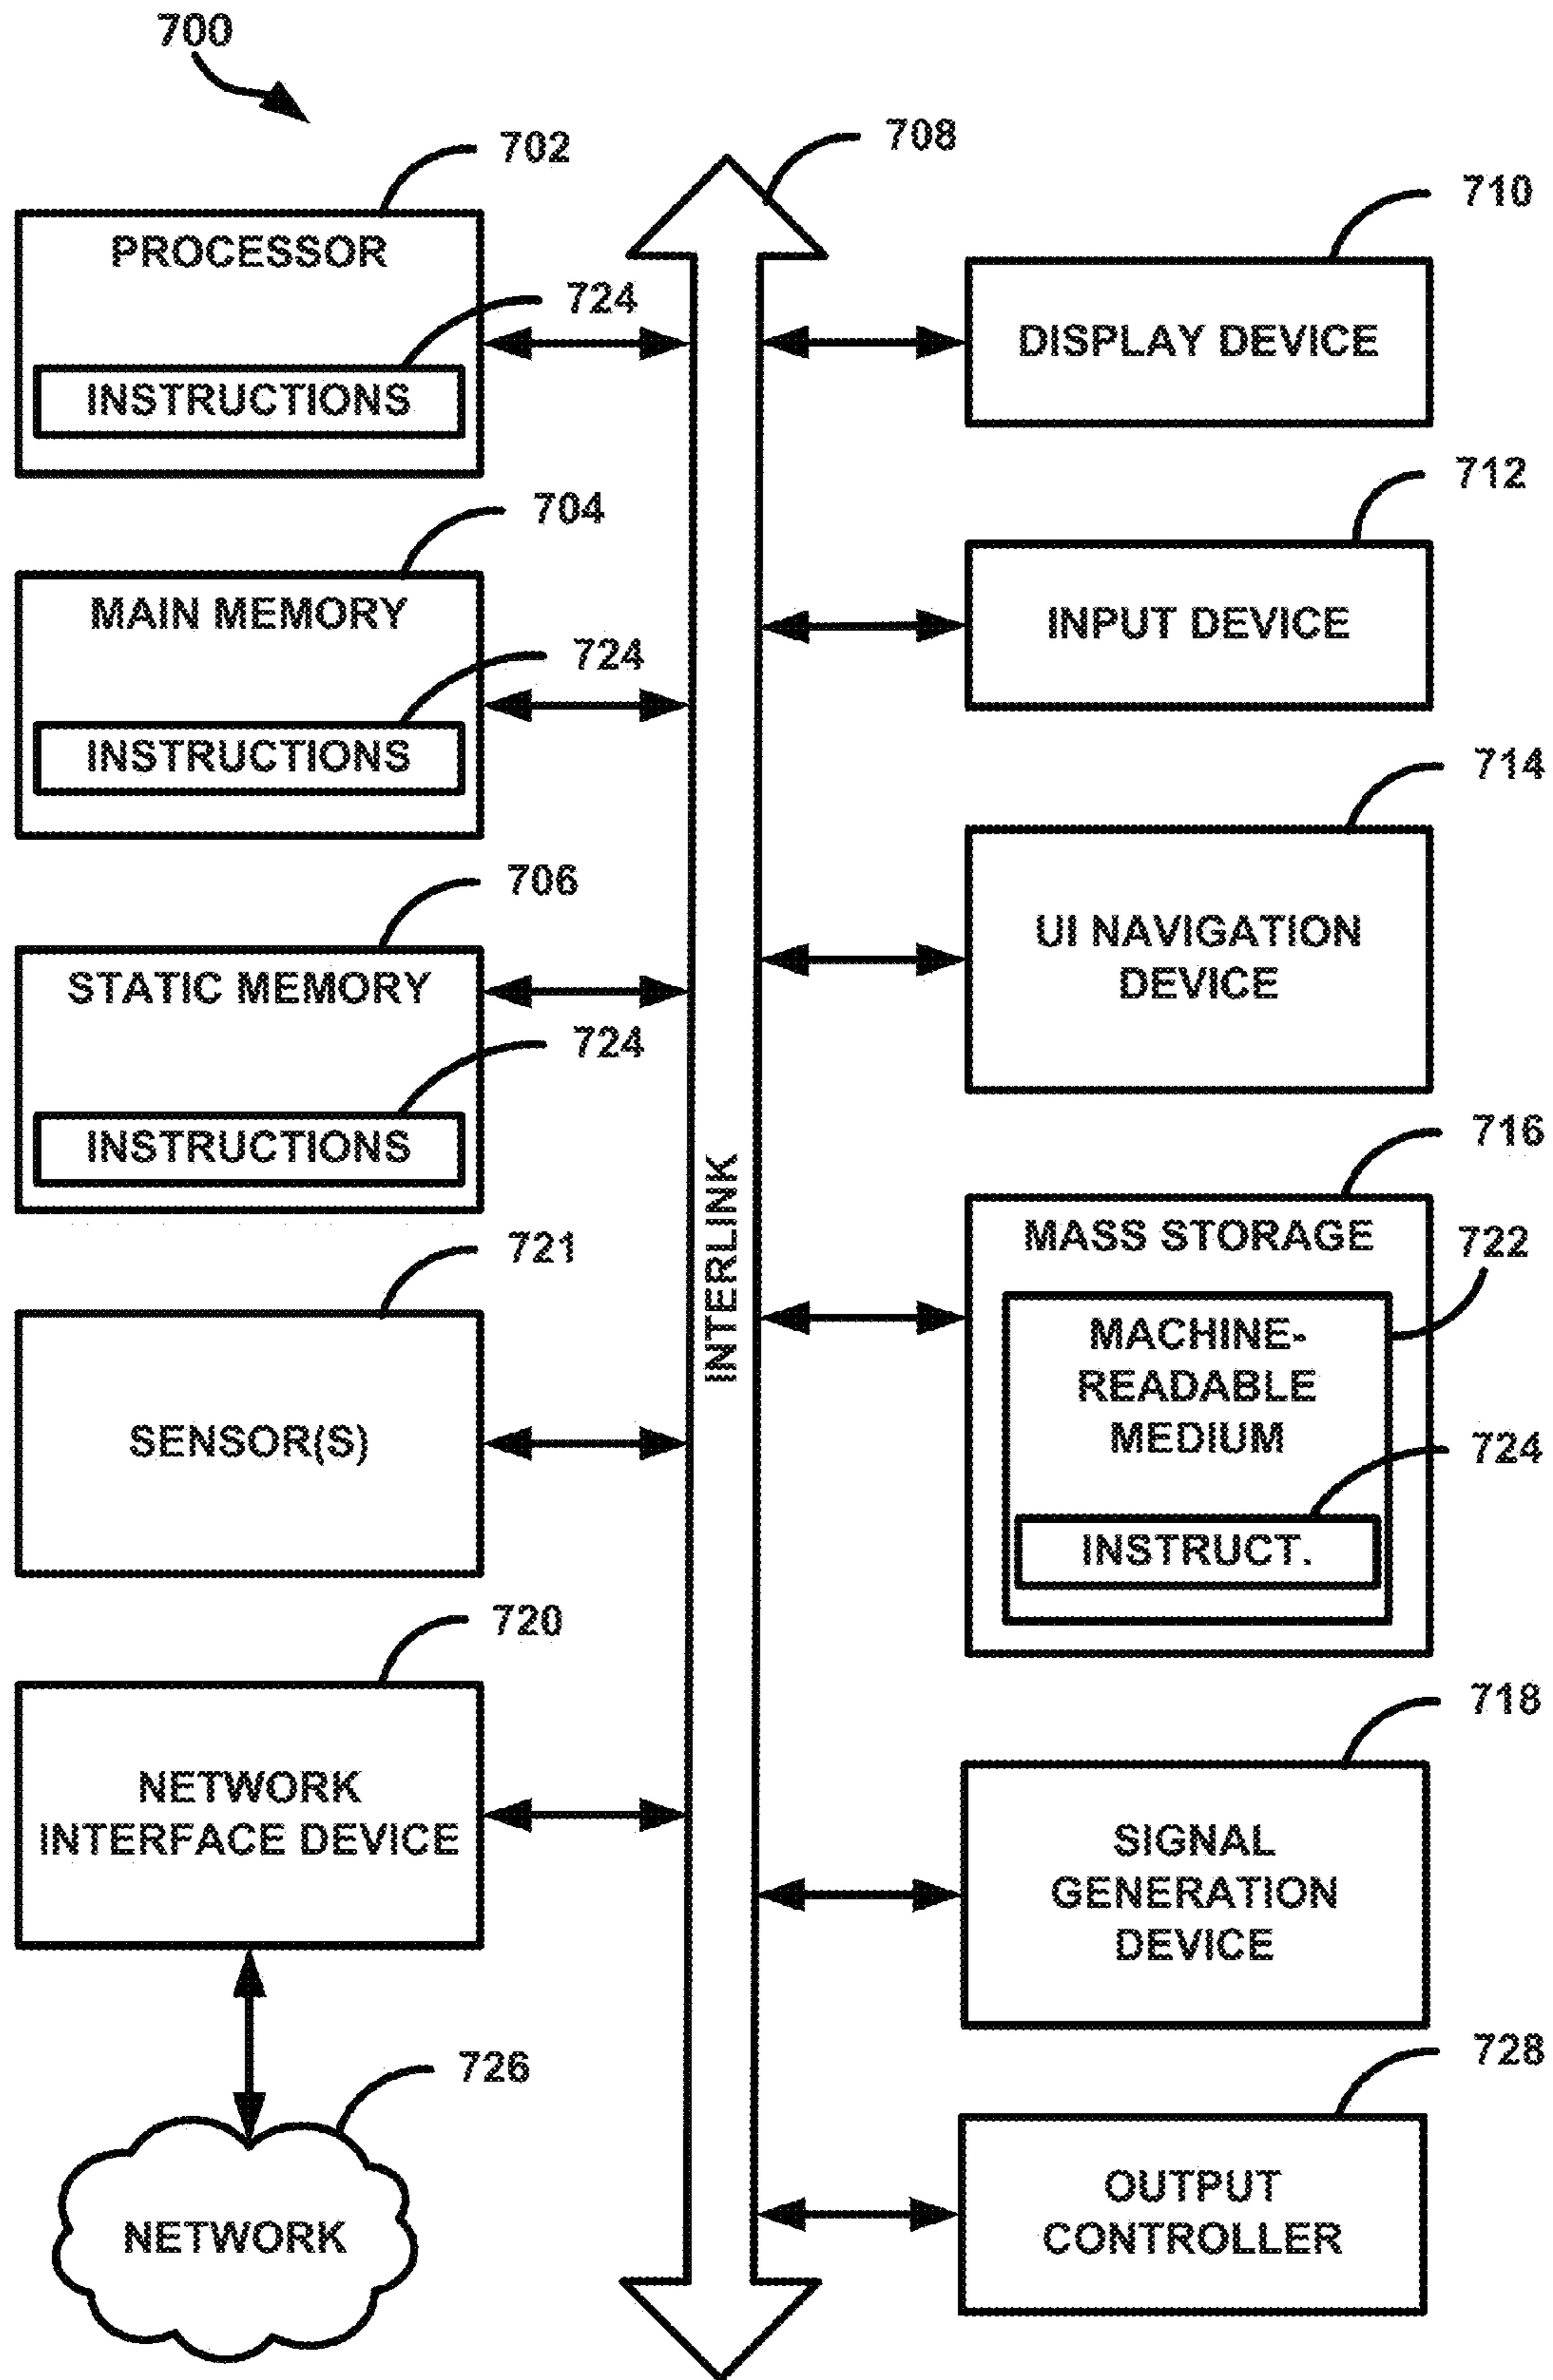 700
702
PROCESSOR
724
INSTRUCTIONS
704
MAIN MEMORY
724
INSTRUCTIONS
706
STATIC MEMORY
724
INSTRUCTIONS
721
SENSOR(S)
720
NETWORK
INTERFACE DEVICE
726
NETWORK
708
INTERLINK
710
DISPLAY DEVICE
712
INPUT DEVICE
714
UI NAVIGATION
DEVICE
716
MASS STORAGE
722
MACHINE-
READABLE
MEDIUM
724
INSTRUCT.
718
SIGNAL
GENERATION
DEVICE
728
OUTPUT
CONTROLLER